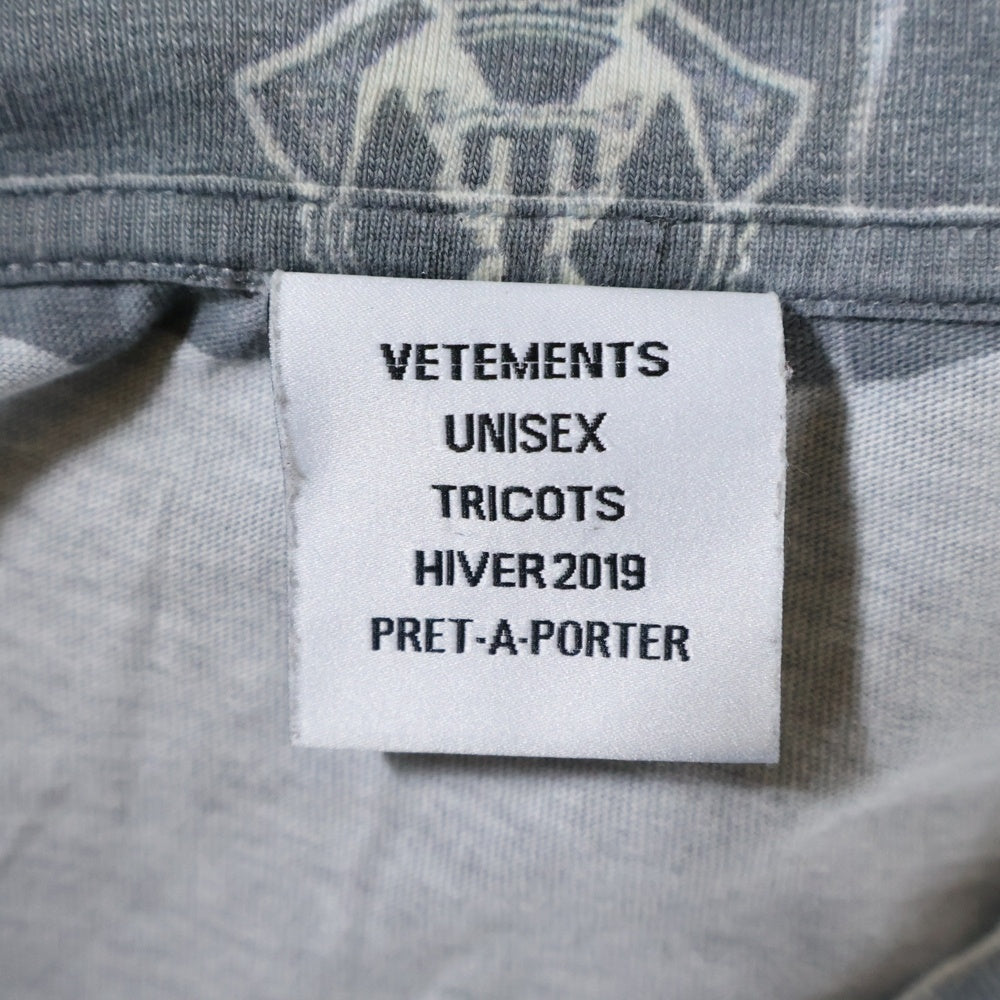 VETEMENTS
UNISEX
TRICOTS
HIVER 2019
PRET-A-PORTER